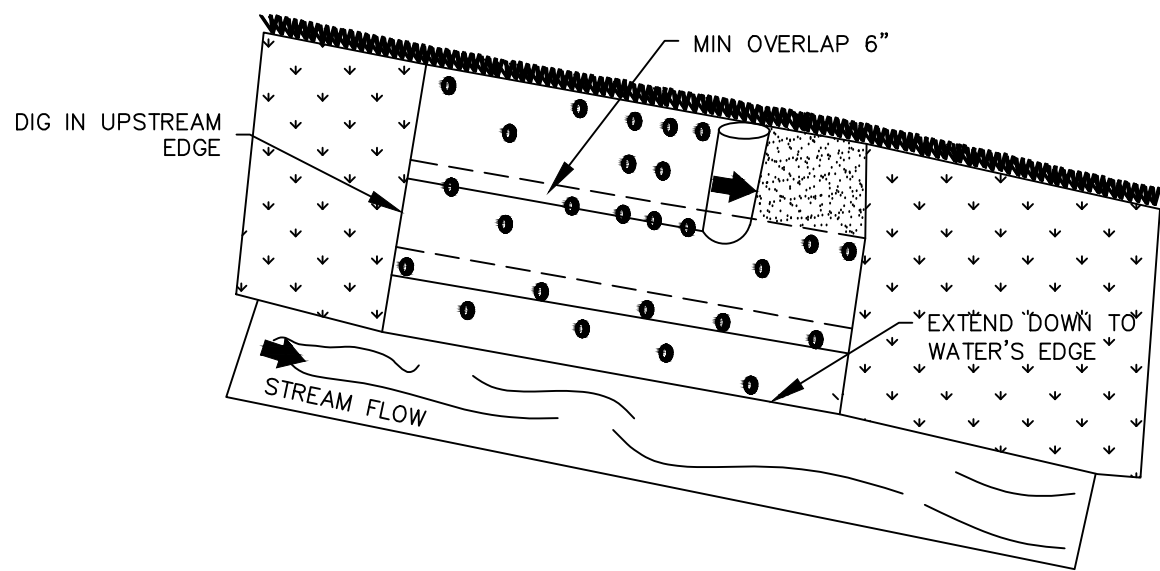 MIN OVERLAP 6”
DIG IN UPSTREAM
EDGE
EXTEND DOWN TO
WATER'S EDGE
STREAM FLOW